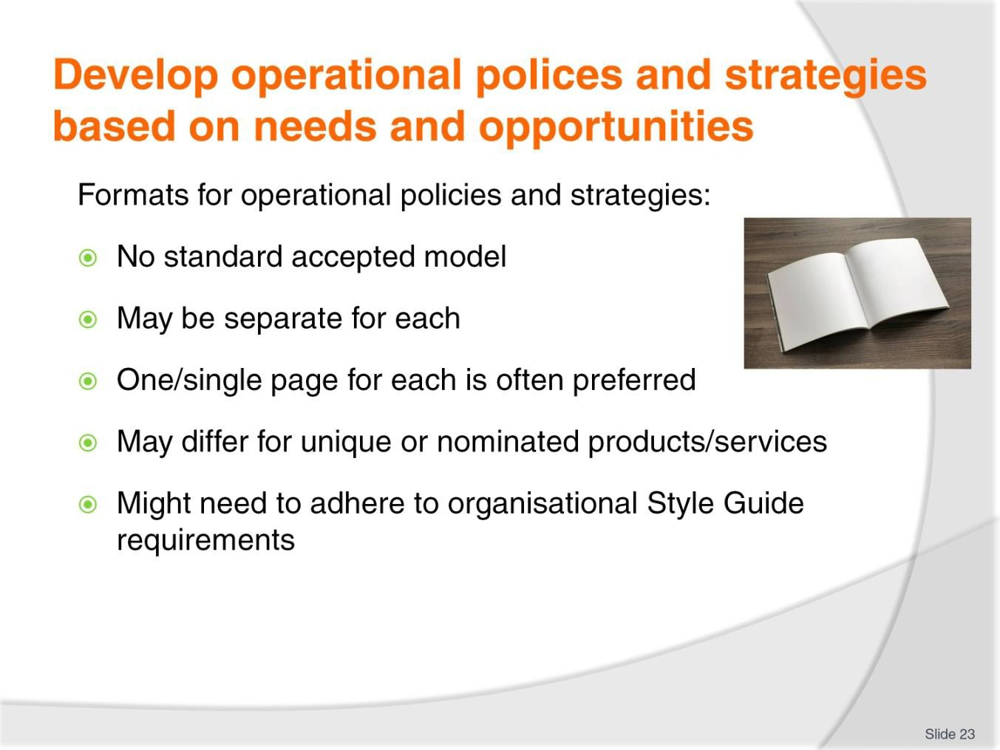 Develop operational polices and strategies
based on needs and opportunities
Formats for operational policies and strategies:
No standard accepted model
May be separate for each
One/single page for each is often preferred
May differ for unique or nominated products/services
Might need to adhere to organisational Style Guide
requirements
Slide 23